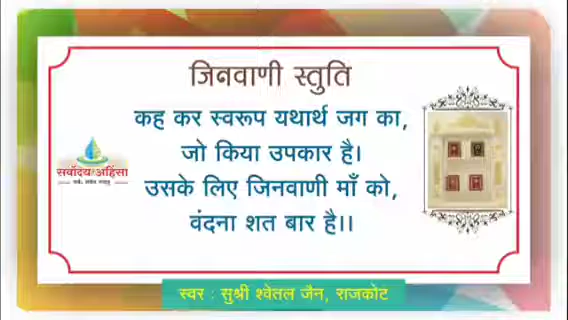 जिनवाणी स्तुति
कह कर स्वरूप यथार्थ जग का,
जो किया उपकार है।
उसके लिए जिनवाणी माँ को,
वंदना शत बार है।।
सर्वोदय अहिंसा
स्वर : सुश्री श्वेतल जैन, राजकोट